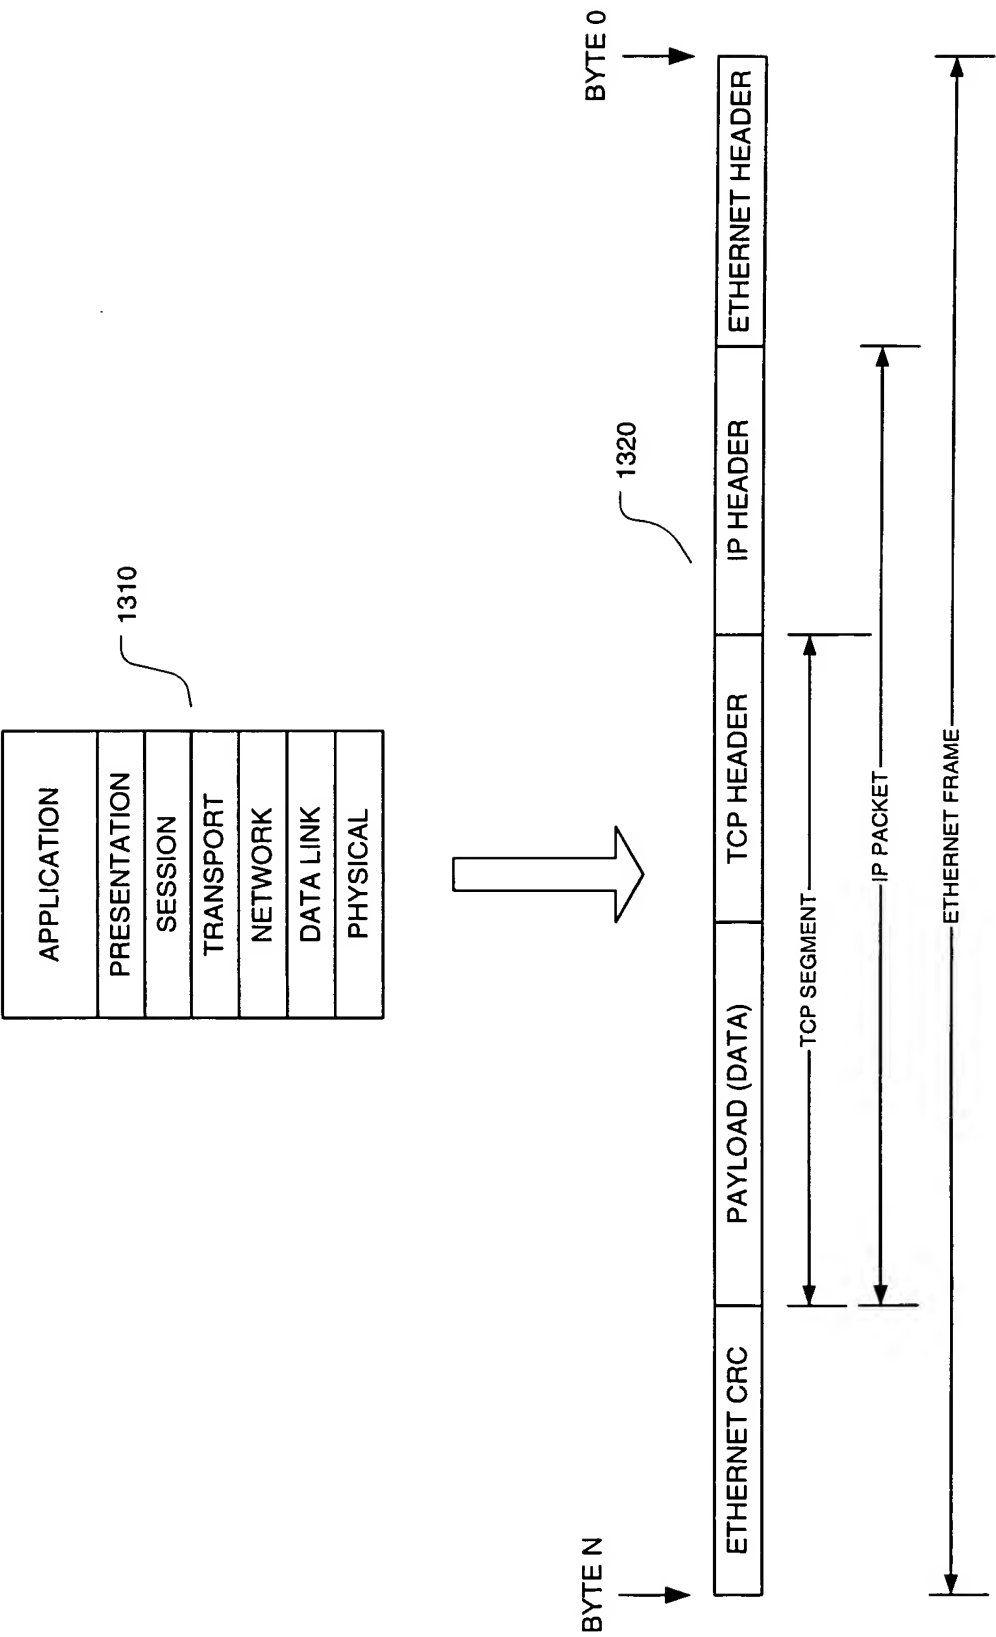 APPLICATION
PRESENTATION
SESSION
TRANSPORT
NETWORK
DATA LINK
PHYSICAL
1310
BYTE N
BYTE 0
1320
ETHERNET CRC
PAYLOAD (DATA)
TCP HEADER
IP HEADER
ETHERNET HEADER
TCP SEGMENT
IP PACKET
ETHERNET FRAME